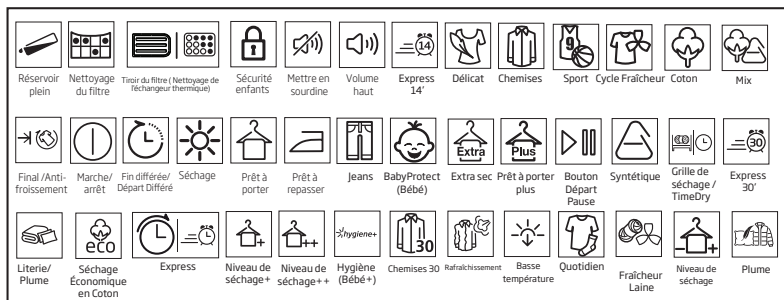 14
9
Réservoir
plein
Nettoyage
du filtre
Tiroir du filtre ( Nettoyage de
l'échangeur thermique)
Sécurité
enfants
Mettre en
sourdine
Volume
haut
Express
14'
Délicat
Chemises
Sport
Cycle Fraîcheur
Coton
Mix
Extra
Plus
30
Final /Anti-
froissement
Marche/
arrêt
Fin différée/
Départ Différé
Séchage
Prêt à
porter
Prêt à
repasser
Jeans
BabyProtect
(Bébé)
Extra sec
Prêt à porter
plus
Bouton
Départ
Pause
Syntétique
Grille de
séchage /
TimeDry
Express
30'
eco
+
++
hygiene+
30
- +
Literie/
Plume
Séchage
Économique
en Coton
Express
Niveau de
séchage+
Niveau de
séchage++
Hygiène
(Bébé+)
Chemises 30
Rafraîchissement
Basse
température
Quotidien
Fraîcheur
Laine
Niveau de
séchage
Plume